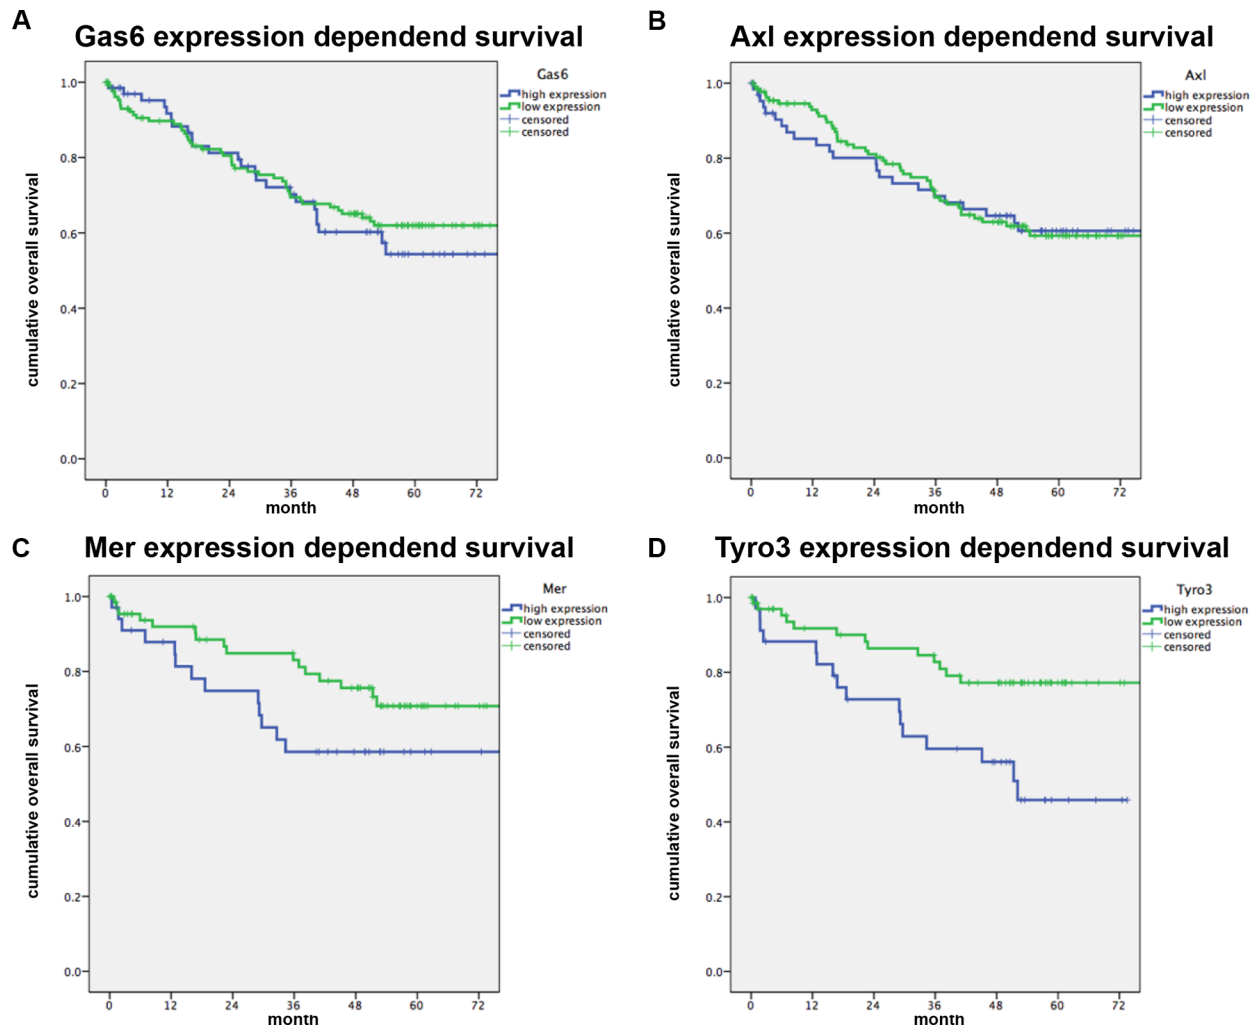 A
Gas6 expression dependend survival
Gas6
high expression
low expression
censored
censored
cumulative overall survival
1.0
0.8
0.6
0.4
0.2
0.0
0 12 24 36 48 60 72
month
B
Axl expression dependend survival
Axl
high expression
low expression
censored
censored
cumulative overall survival
1.0
0.8
0.6
0.4
0.2
0.0
0 12 24 36 48 60 72
month
C
Mer expression dependend survival
Mer
high expression
low expression
censored
censored
cumulative overall survival
1.0
0.8
0.6
0.4
0.2
0.0
0 12 24 36 48 60 72
month
D
Tyro3 expression dependend survival
Tyro3
high expression
low expression
censored
censored
cumulative overall survival
1.0
0.8
0.6
0.4
0.2
0.0
0 12 24 36 48 60 72
month